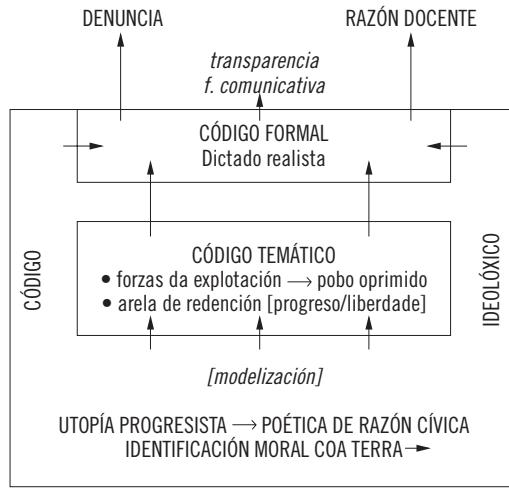 DENUNCIA
RAZÓN DOCENTE
transparencia
f. comunicativa
CÓDIGO FORMAL
Dictado realista
CÓDIGO
IDEOLÓXICO
CÓDIGO TEMÁTICO
• forzas da explotación → pobo oprimido
• arela de redención [progreso/liberdade]
[modelización]
UTOPÍA PROGRESISTA → POÉTICA DE RAZÓN CÍVICA
IDENTIFICACIÓN MORAL COA TERRA →